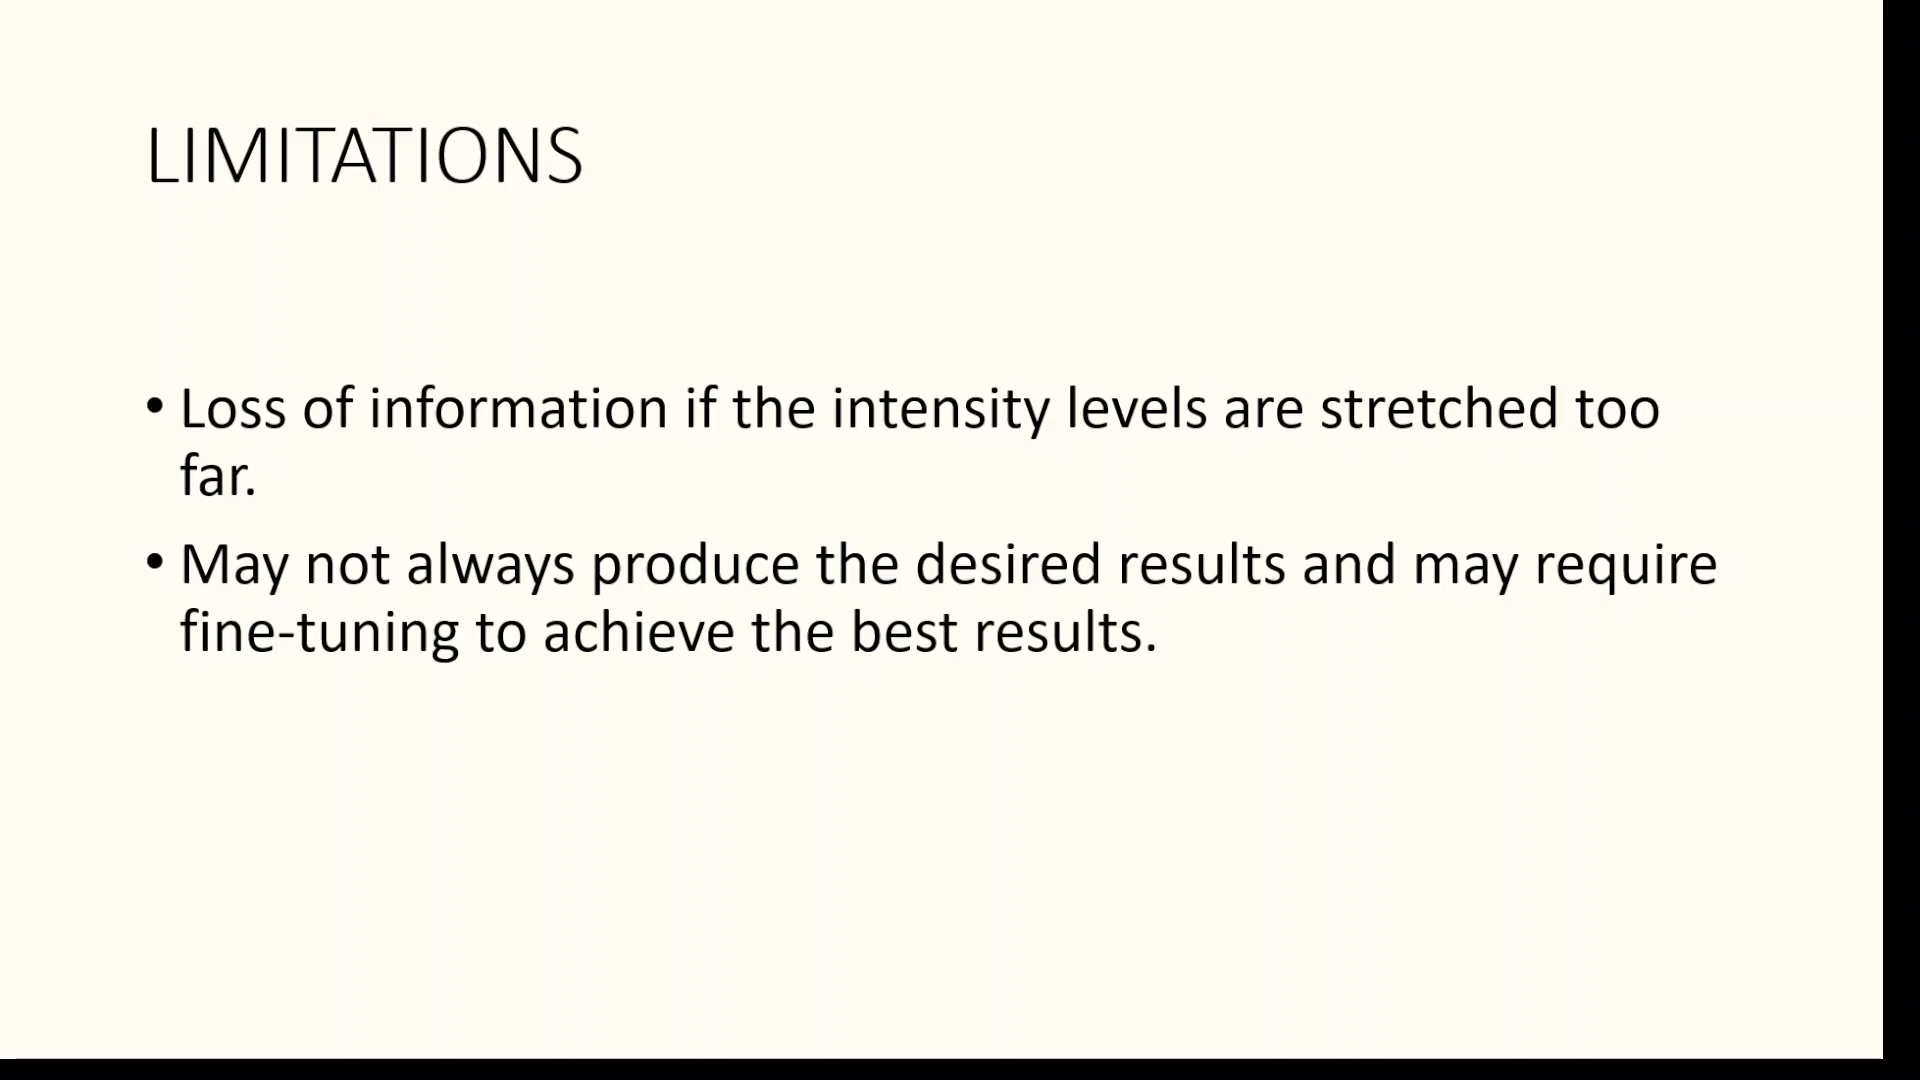 LIMITATIONS
• Loss of information if the intensity levels are stretched too
far.
• May not always produce the desired results and may require
fine-tuning to achieve the best results.